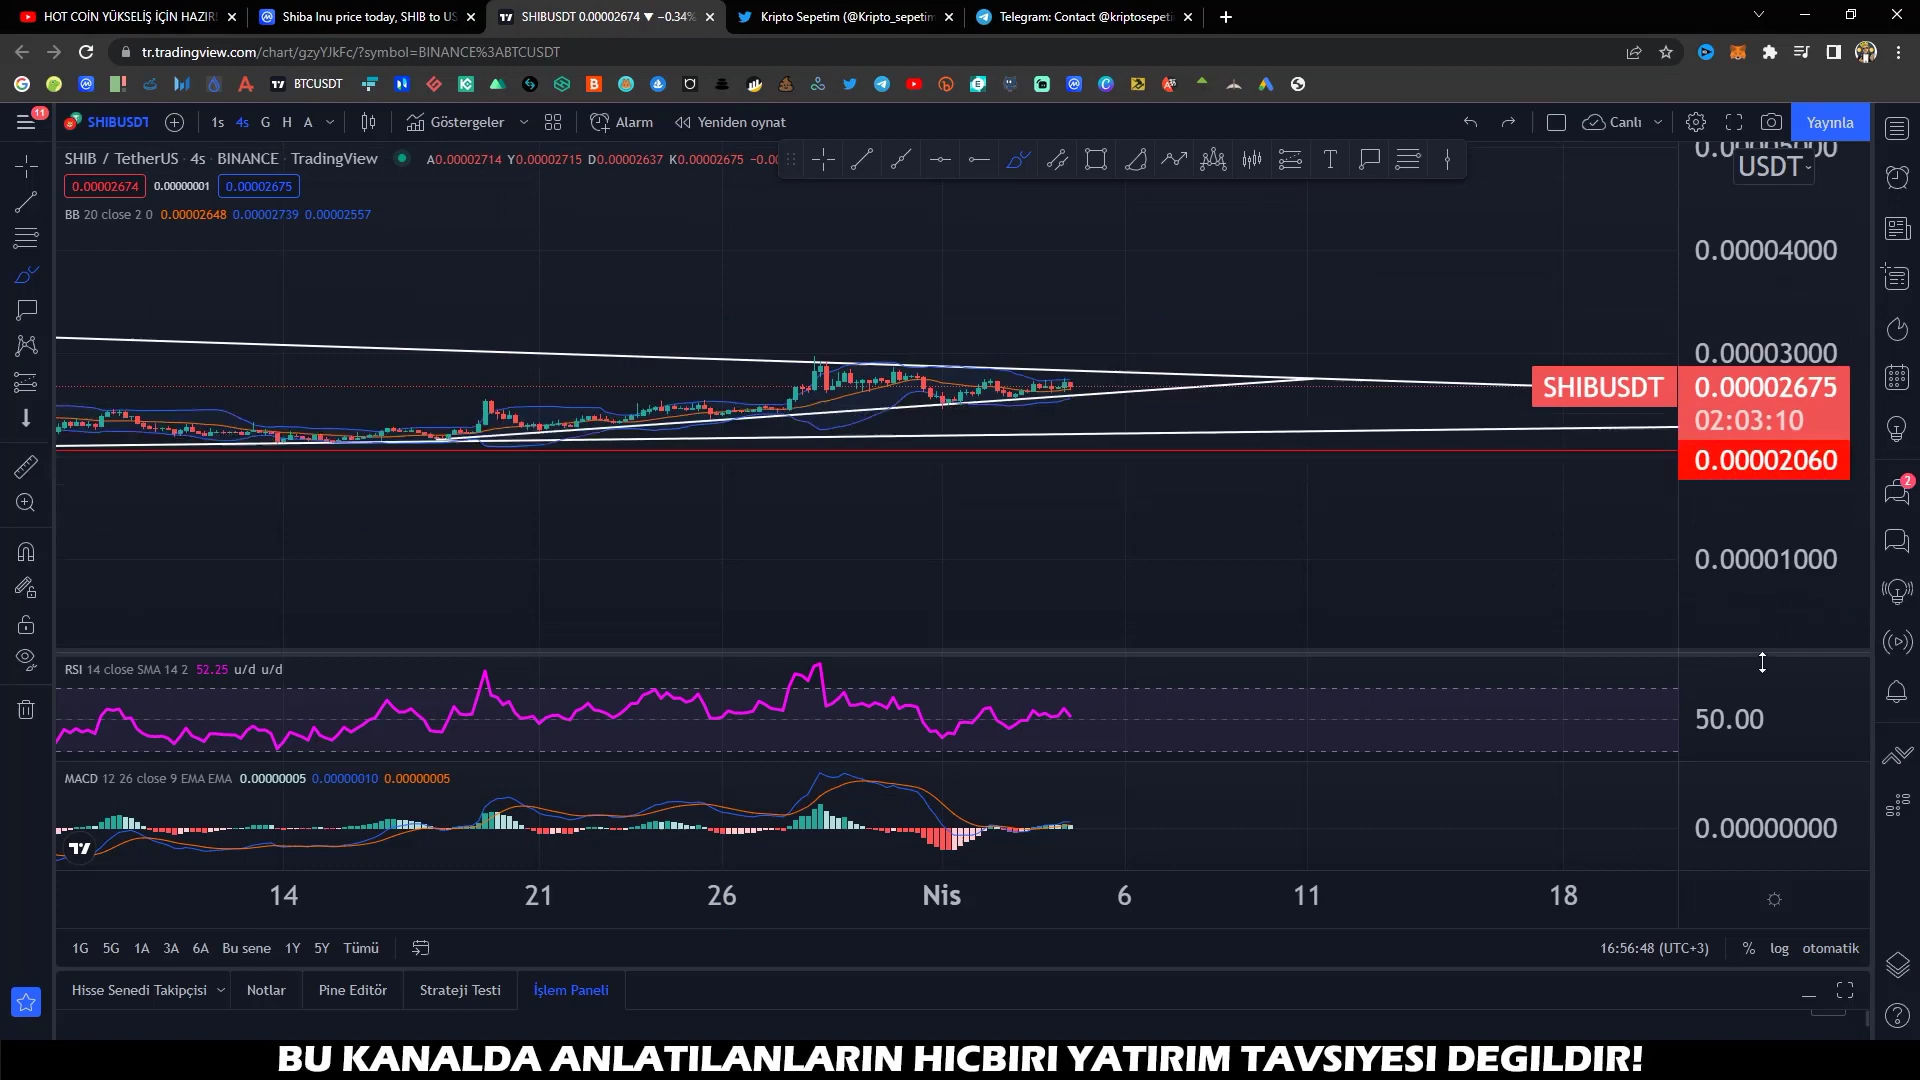 HOT COİN YÜKSELİŞ İÇİN HAZIR!
Shiba Inu price today, SHIB to US
SHIBUSDT 0.00002674 ▼ −0.34%
Kripto Sepetim (@Kripto_sepetim
Telegram: Contact @kriptosepeti
tr.tradingview.com/chart/gzyYJkFc/?symbol=BINANCE%3ABTCUSDT
BTCUSDT
11
SHIBUSDT
1s 4s G H A
Göstergeler
Alarm
Yeniden oynat
Canlı
Yayınla
SHIB / TetherUS · 4s · BINANCE · TradingView
A0.00002714 Y0.00002715 D0.00002637 K0.00002675 −0.00
0.00002674 0.00000001 0.00002675
BB 20 close 2 0 0.00002648 0.00002739 0.00002557
0.00005000
USDT
0.00004000
0.00003000
SHIBUSDT 0.00002675
02:03:10
0.00002060
0.00001000
2
RSI 14 close SMA 14 2 52.25 u/d u/d
50.00
MACD 12 26 close 9 EMA EMA 0.00000005 0.00000010 0.00000005
0.00000000
14 21 26 Nis 6 11 18
1G 5G 1A 3A 6A Bu sene 1Y 5Y Tümü
16:56:48 (UTC+3) % log otomatik
Hisse Senedi Takipçisi Notlar Pine Editör Strateji Testi İşlem Paneli
BU KANALDA ANLATILANLARIN HICBIRI YATIRIM TAVSIYESI DEGILDIR!